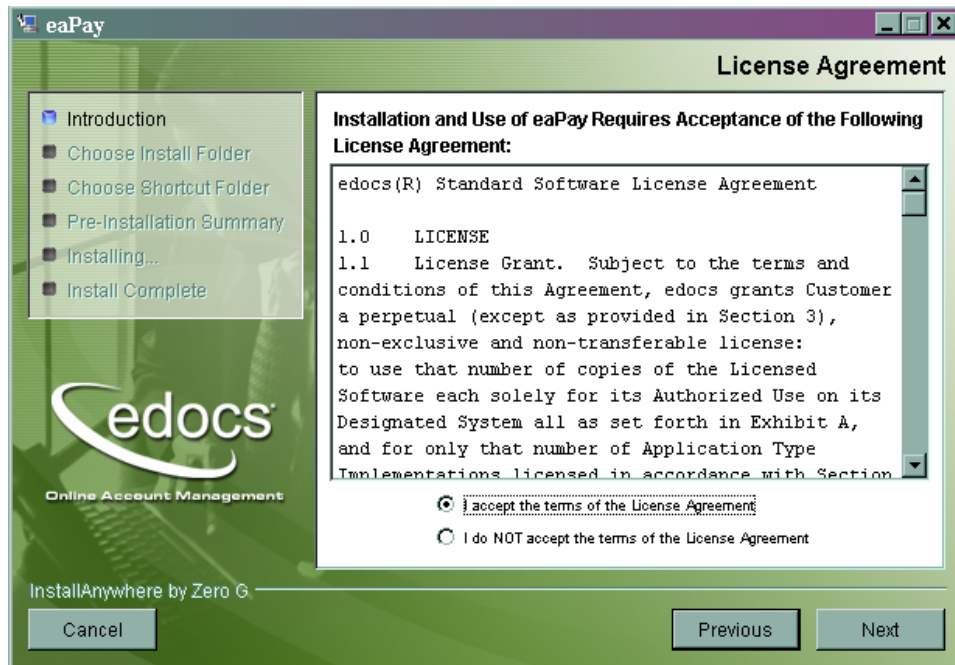 eaPay
License Agreement
Introduction
Choose Install Folder
Choose Shortcut Folder
Pre-Installation Summary
Installing...
Install Complete
edocs
Online Account Management
Installation and Use of eaPay Requires Acceptance of the Following
License Agreement:
edocs(R) Standard Software License Agreement
1.0 LICENSE
1.1 License Grant. Subject to the terms and
conditions of this Agreement, edocs grants Customer
a perpetual (except as provided in Section 3),
non-exclusive and non-transferable license:
to use that number of copies of the Licensed
Software each solely for its Authorized Use on its
Designated System all as set forth in Exhibit A,
and for only that number of Application Type
Implementations licensed in accordance with Section
I accept the terms of the License Agreement
I do NOT accept the terms of the License Agreement
InstallAnywhere by Zero G
Cancel
Previous
Next